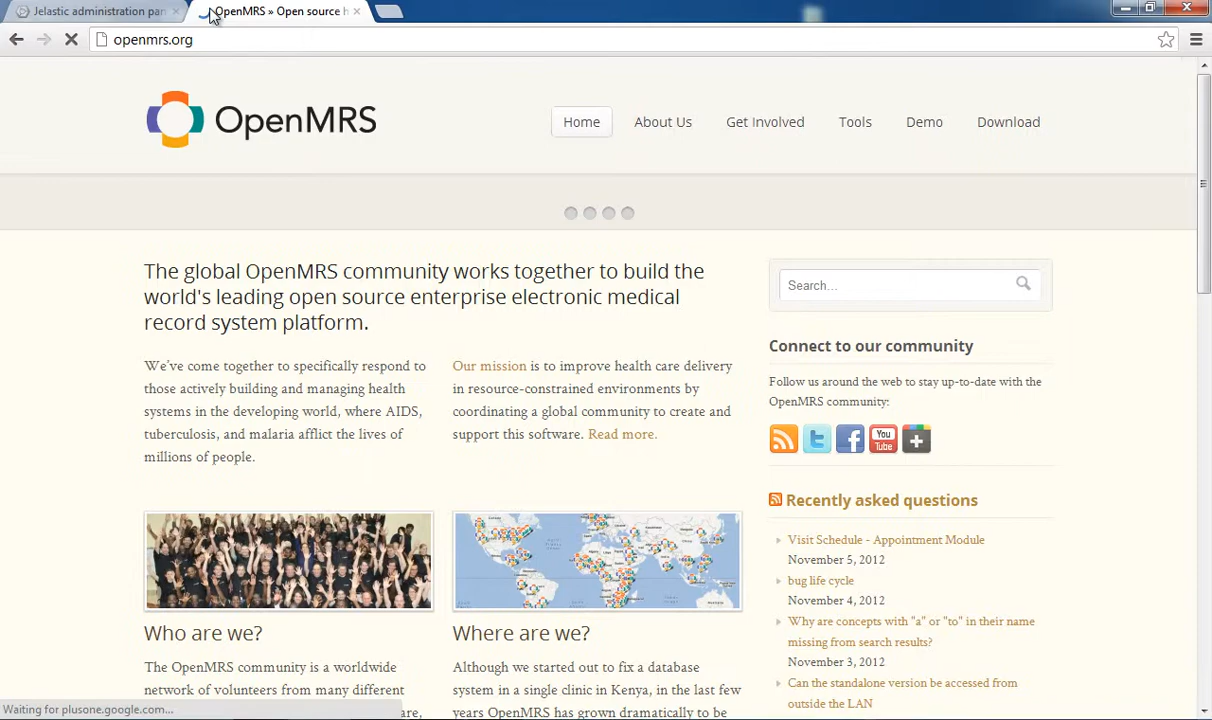 Jelastic administration pan
OpenMRS » Open source h
openmrs.org
OpenMRS
Home
About Us
Get Involved
Tools
Demo
Download
The global OpenMRS community works together to build the
world's leading open source enterprise electronic medical
record system platform.
We've come together to specifically respond to
those actively building and managing health
systems in the developing world, where AIDS,
tuberculosis, and malaria afflict the lives of
millions of people.
Our mission is to improve health care delivery
in resource-constrained environments by
coordinating a global community to create and
support this software. Read more.
Search...
Connect to our community
Follow us around the web to stay up-to-date with the
OpenMRS community:
You
Tube
Recently asked questions
Visit Schedule - Appointment Module
November 5, 2012
bug life cycle
November 4, 2012
Why are concepts with "a" or "to" in their name
missing from search results?
November 3, 2012
Can the standalone version be accessed from
outside the LAN
Who are we?
The OpenMRS community is a worldwide
network of volunteers from many different
Where are we?
Although we started out to fix a database
system in a single clinic in Kenya, in the last few
years OpenMRS has grown dramatically to be
Waiting for plusone.google.com...